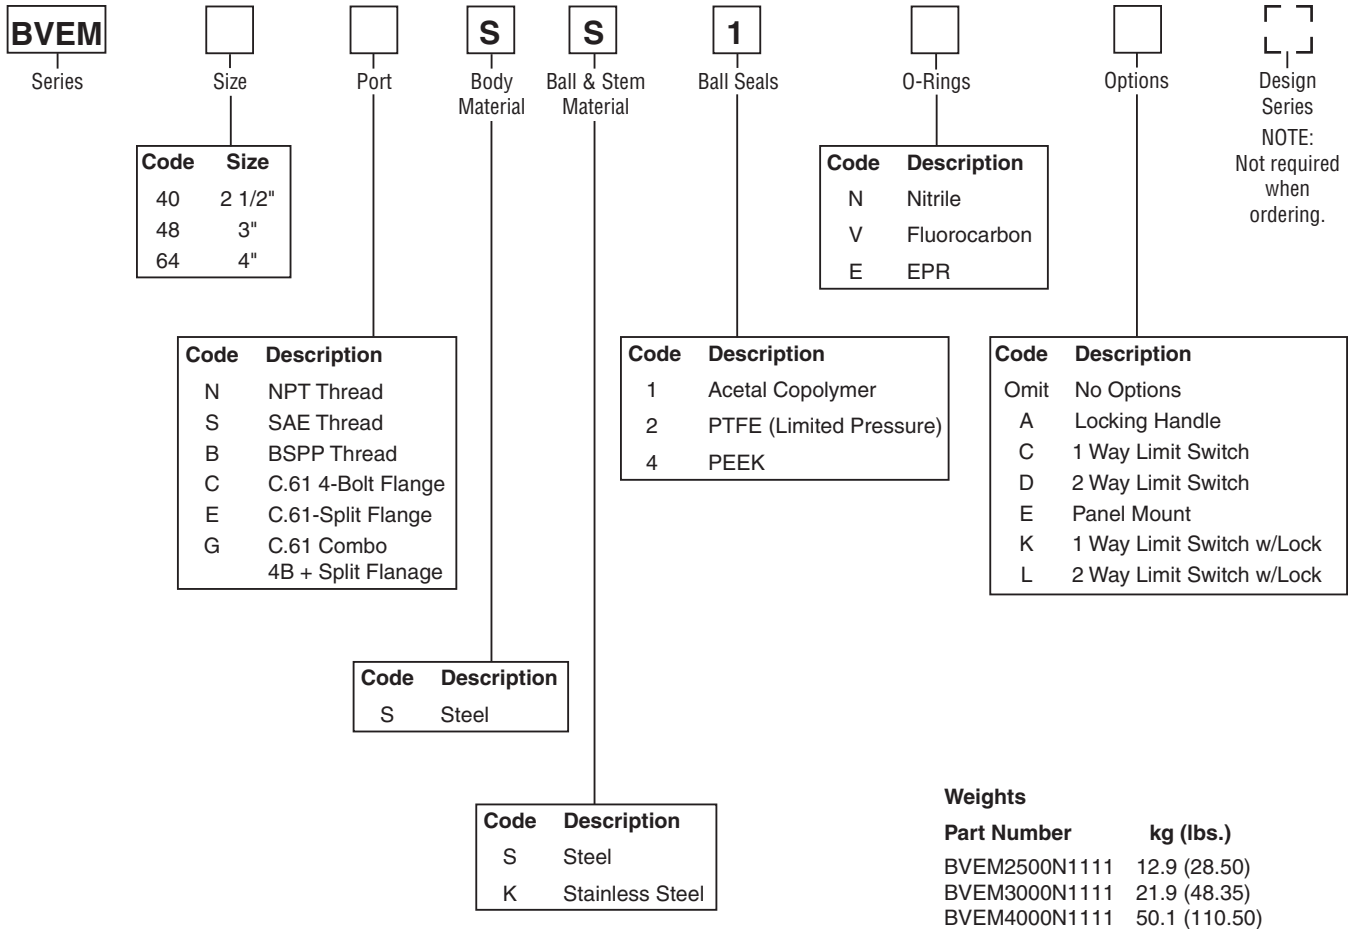 BVEM S S 1
Series Size Port Body Material Ball & Stem Material Ball Seals O-Rings Options Design Series
NOTE:
Not required
when
ordering.
Code Size
40 2 1/2"
48 3"
64 4"
Code Description
N Nitrile
V Fluorocarbon
E EPR
Code Description
N NPT Thread
S SAE Thread
B BSPP Thread
C C.61 4-Bolt Flange
E C.61-Split Flange
G C.61 Combo
4B + Split Flanage
Code Description
1 Acetal Copolymer
2 PTFE (Limited Pressure)
4 PEEK
Code Description
Omit No Options
A Locking Handle
C 1 Way Limit Switch
D 2 Way Limit Switch
E Panel Mount
K 1 Way Limit Switch w/Lock
L 2 Way Limit Switch w/Lock
Code Description
S Steel
Code Description
S Steel
K Stainless Steel
Weights
Part Number kg (lbs.)
BVEM2500N1111 12.9 (28.50)
BVEM3000N1111 21.9 (48.35)
BVEM4000N1111 50.1 (110.50)